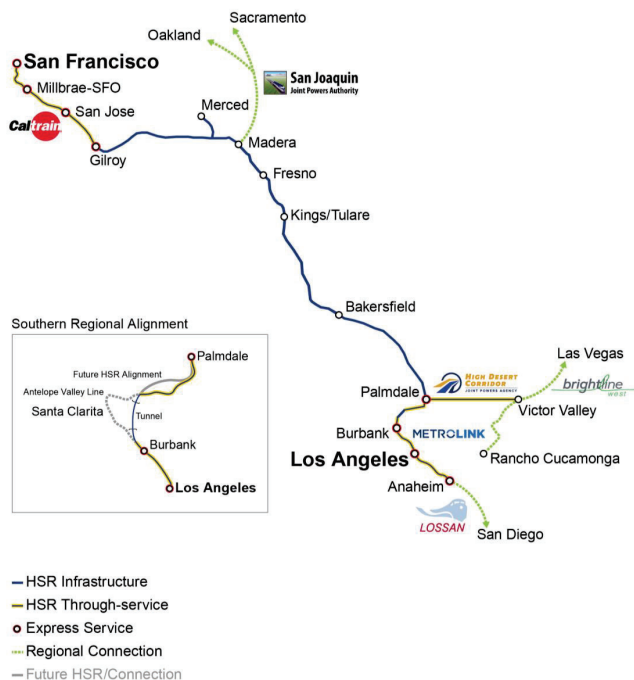 Sacramento
Oakland
San Francisco
San Joaquin
Joint Powers Authority
Millbrae-SFO
Merced
San Jose
Caltrain
Madera
Gilroy
Fresno
Kings/Tulare
Bakersfield
Southern Regional Alignment
Palmdale
Future HSR Alignment
Antelope Valley Line
Santa Clarita
Tunnel
Burbank
Los Angeles
Las Vegas
HIGH DESERT
CORRIDOR
JOINT POWERS AGENCY
brightline
west
Palmdale
Victor Valley
Burbank
METROLINK
Los Angeles
Rancho Cucamonga
Anaheim
LOSSAN
San Diego
HSR Infrastructure
HSR Through-service
Express Service
Regional Connection
Future HSR/Connection